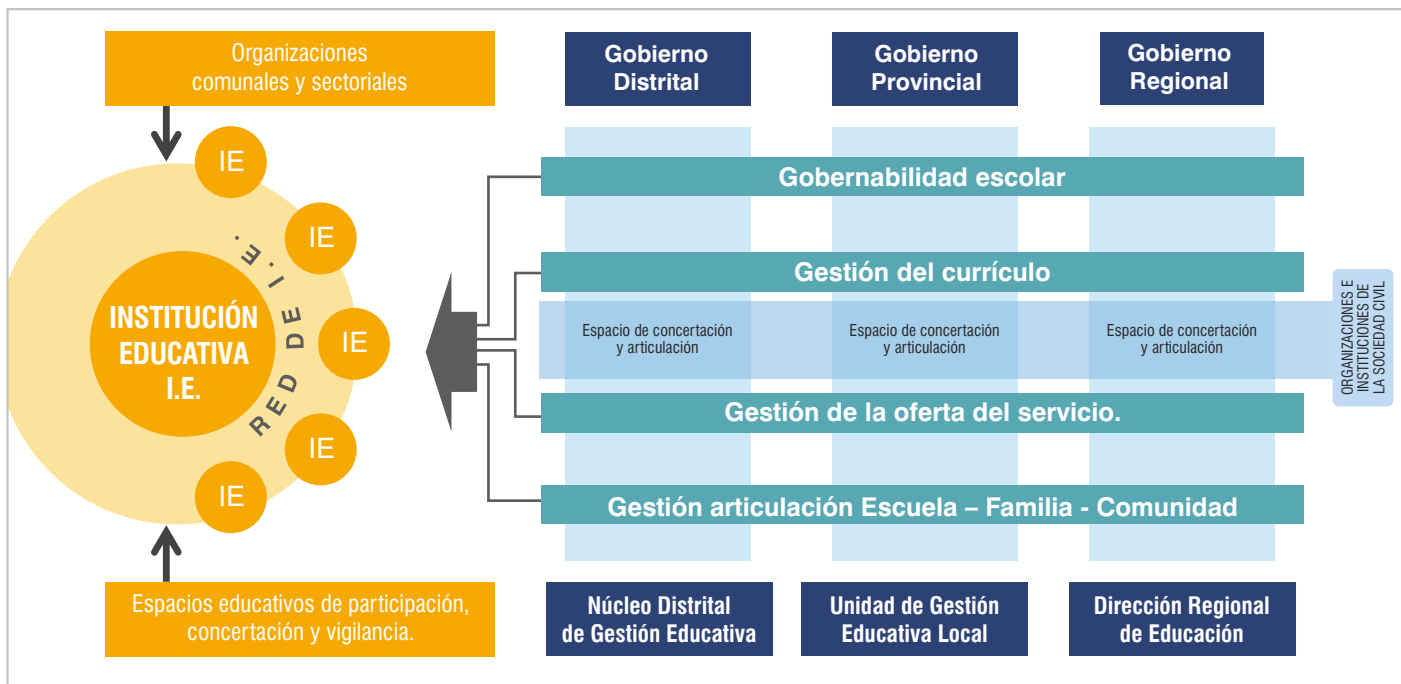 Organizaciones
comunales y sectoriales
Gobierno
Distrital
Gobierno
Provincial
Gobierno
Regional
IE
IE
IE
IE
IE
RED DE I.E.
INSTITUCIÓN
EDUCATIVA
I.E.
Gobernabilidad escolar
Gestión del currículo
Espacio de concertación
y articulación
Espacio de concertación
y articulación
Espacio de concertación
y articulación
ORGANIZACIONES E
INSTITUCIONES DE
LA SOCIEDAD CIVIL
Gestión de la oferta del servicio.
Gestión articulación Escuela – Familia - Comunidad
Espacios educativos de participación,
concertación y vigilancia.
Núcleo Distrital
de Gestión Educativa
Unidad de Gestión
Educativa Local
Dirección Regional
de Educación